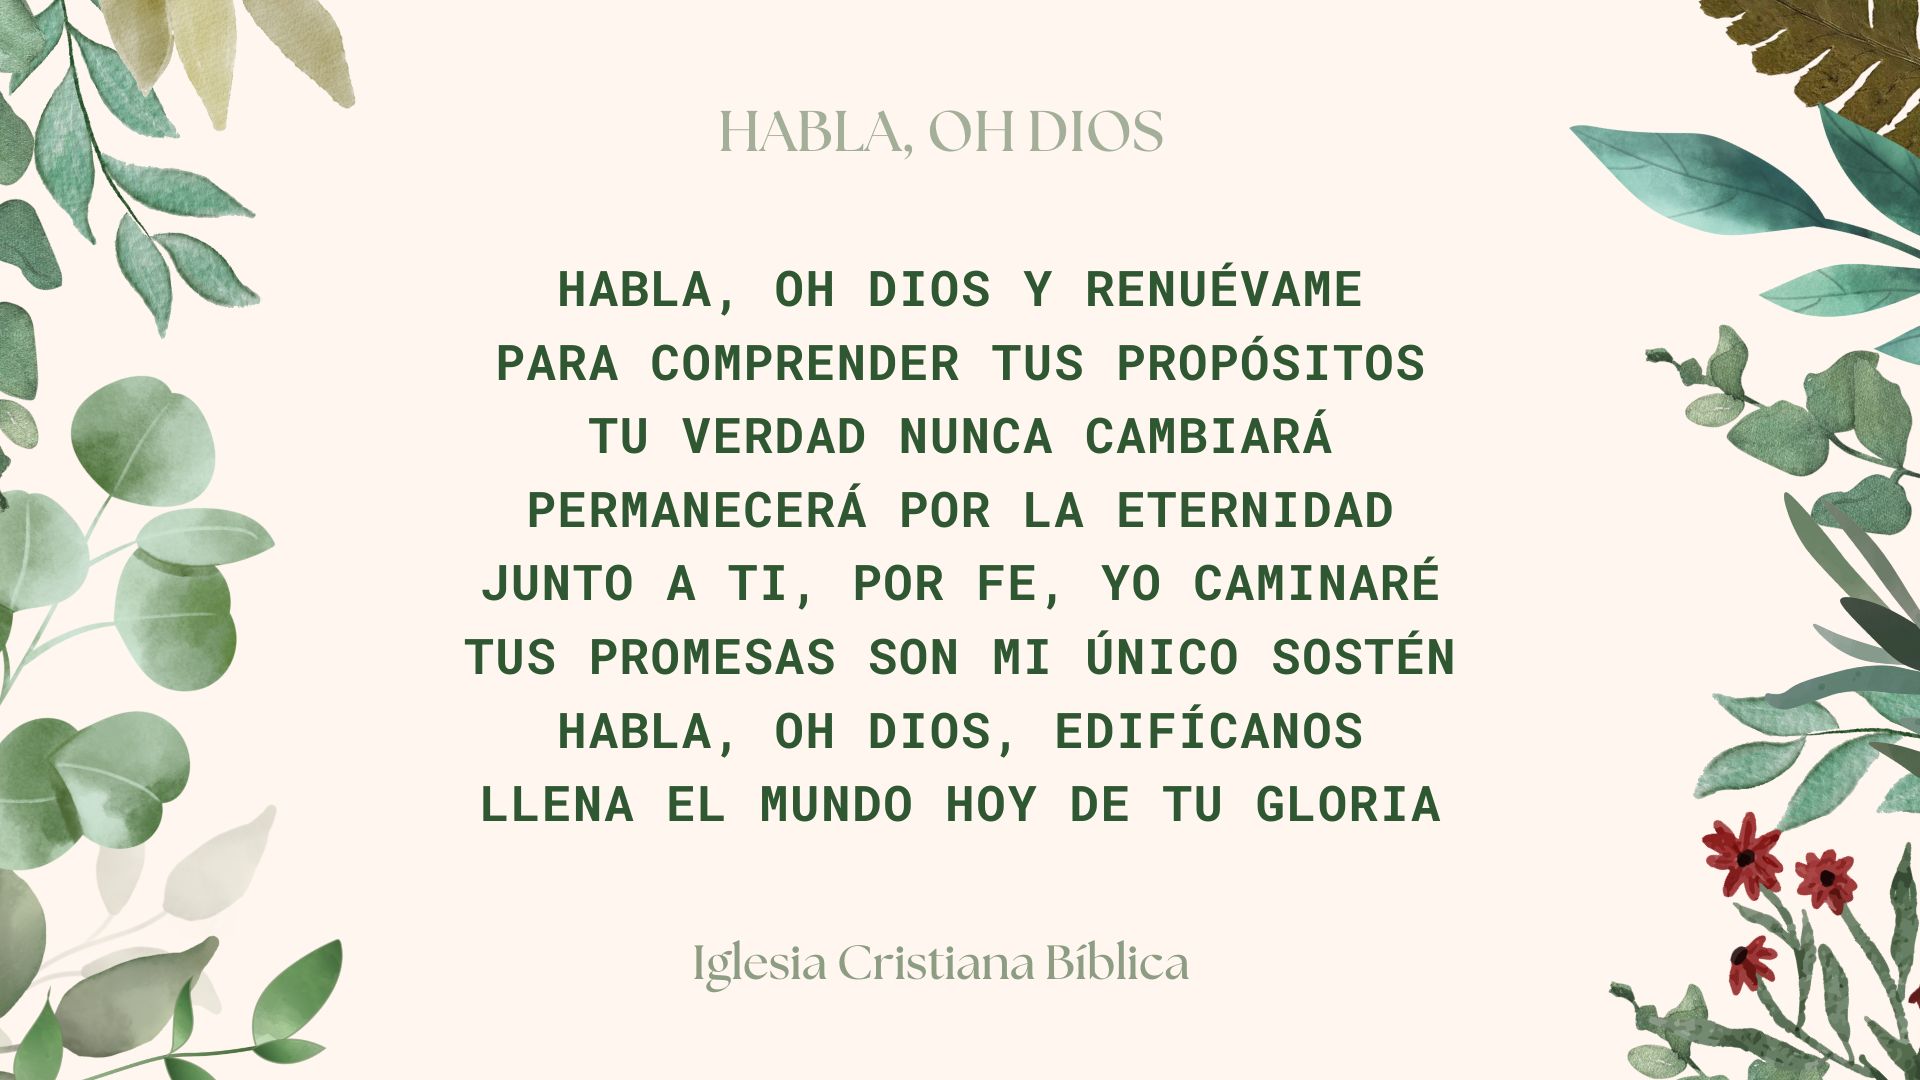 HABLA, OH DIOS
HABLA, OH DIOS Y RENUÉVAME
PARA COMPRENDER TUS PROPÓSITOS
TU VERDAD NUNCA CAMBIARÁ
PERMANECERÁ POR LA ETERNIDAD
JUNTO A TI, POR FE, YO CAMINARÉ
TUS PROMESAS SON MI ÚNICO SOSTÉN
HABLA, OH DIOS, EDIFÍCANOS
LLENA EL MUNDO HOY DE TU GLORIA
Iglesia Cristiana Bíblica